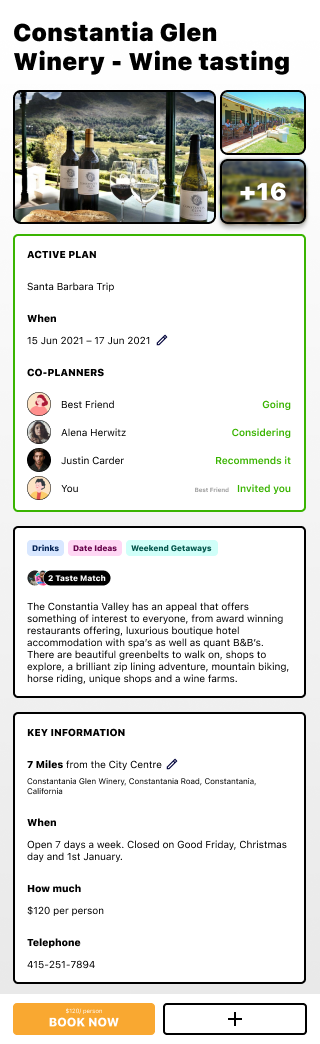 Constantia Glen
Winery - Wine tasting
+16
ACTIVE PLAN
Santa Barbara Trip
When
15 Jun 2021 – 17 Jun 2021
CO-PLANNERS
Best Friend Going
Alena Herwitz Considering
Justin Carder Recommends it
You Best Friend Invited you
Drinks Date Ideas Weekend Getaways
2 Taste Match
The Constantia Valley has an appeal that offers
something of interest to everyone, from award winning
restaurants offering, luxurious boutique hotel
accommodation with spa's as well as quant B&B's.
There are beautiful greenbelts to walk on, shops to
explore, a brilliant zip lining adventure, mountain biking,
horse riding, unique shops and a wine farms.
KEY INFORMATION
7 Miles from the City Centre
Constantia Glen Winery, Constantia Road, Constantia,
California
When
Open 7 days a week. Closed on Good Friday, Christmas
day and 1st January.
How much
$120 per person
Telephone
415-251-7894
$120/ person
BOOK NOW
+